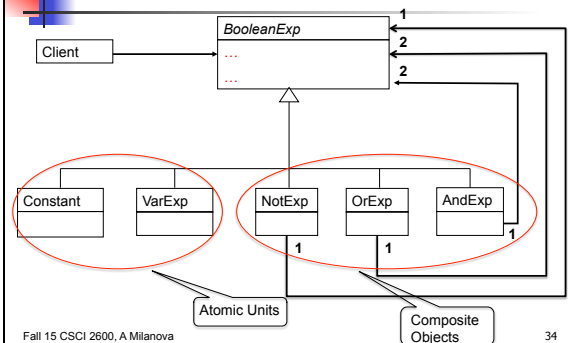 1
BooleanExp
Client
…
2
…
2
Constant
VarExp
NotExp
OrExp
AndExp
1
1
1
Atomic Units
Composite
Objects
Fall 15 CSCI 2600, A Milanova
34